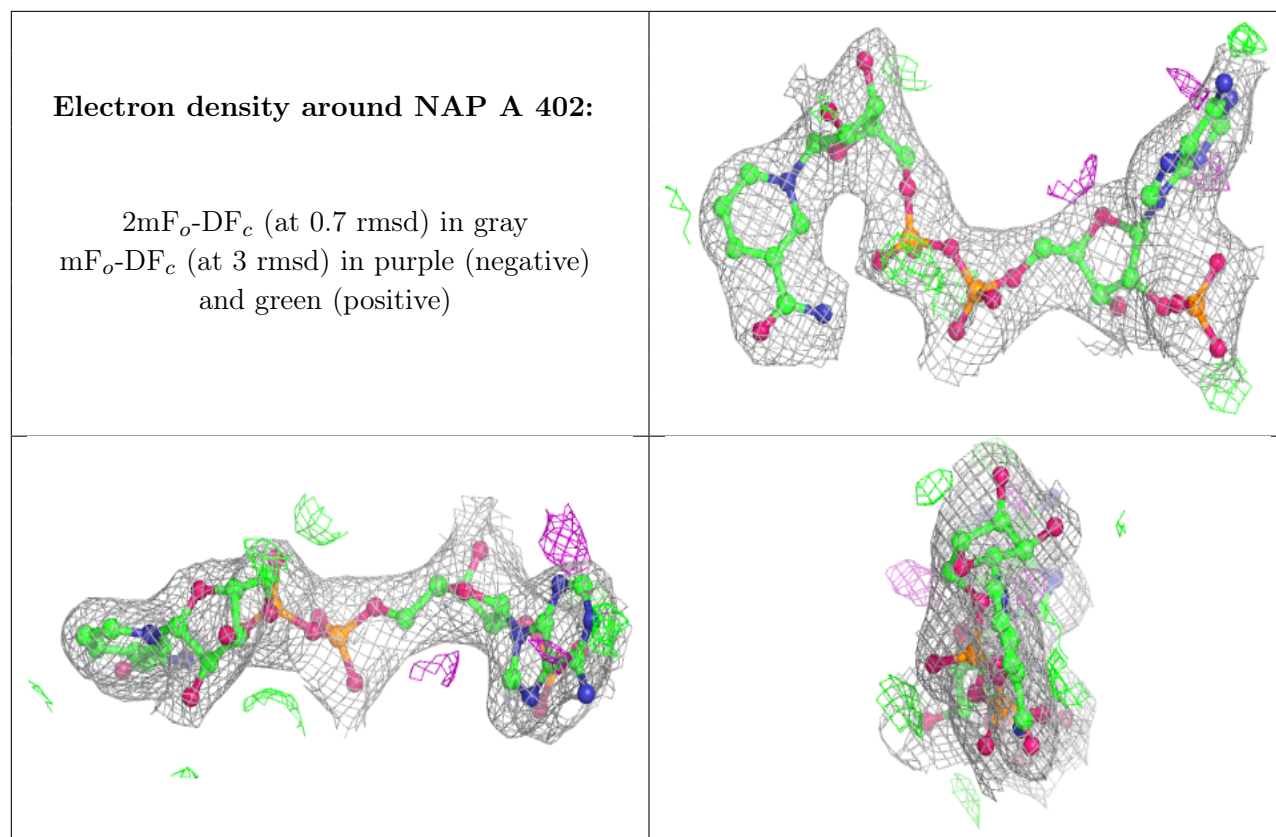 Electron density around NAP A 402:
2mFo-DFc (at 0.7 rmsd) in gray
mFo-DFc (at 3 rmsd) in purple (negative)
and green (positive)